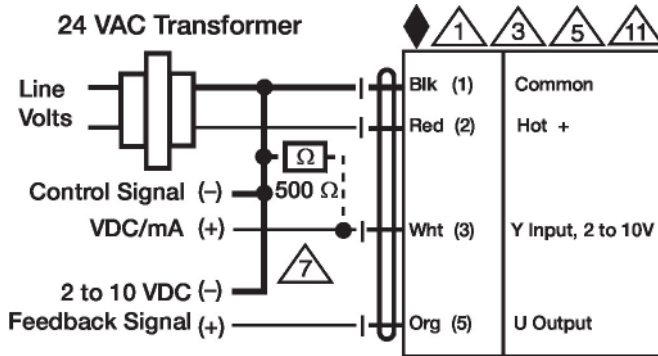 24 VAC Transformer
1 3 5 11
Line
Volts
Blk (1) Common
Red (2) Hot +
Ω
500 Ω
Control Signal (−)
VDC/mA (+)
Wht (3) Y Input, 2 to 10V
7
2 to 10 VDC (−)
Feedback Signal (+)
Org (5) U Output